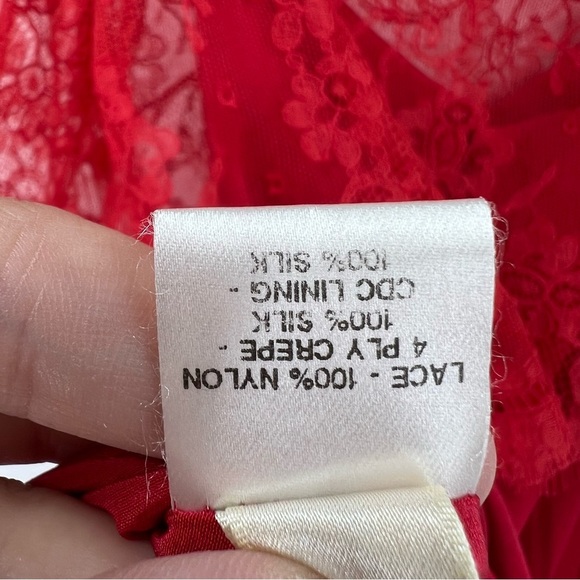 LACE - 100% NYLON
4 PLY CREPE -
100% SILK
CDC LINING -
100% SILK